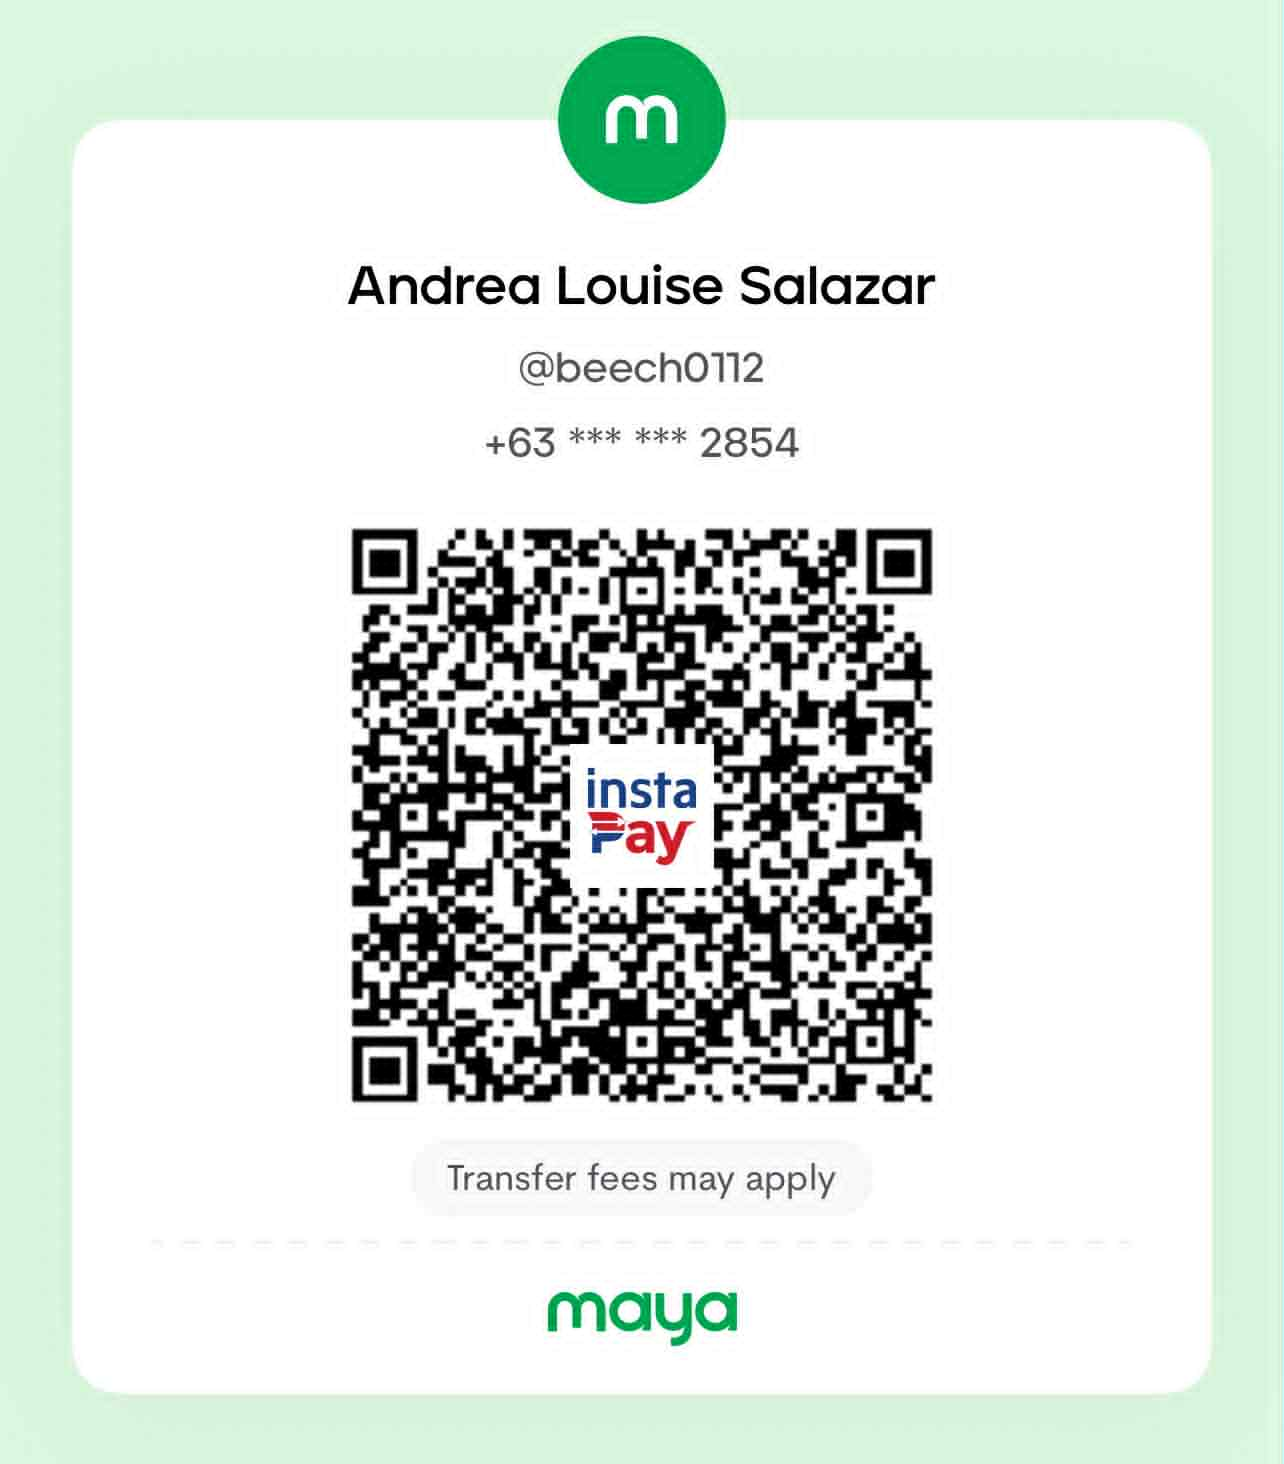 m
Andrea Louise Salazar
@beech0112
+63 *** *** 2854
insta
Pay
Transfer fees may apply
maya